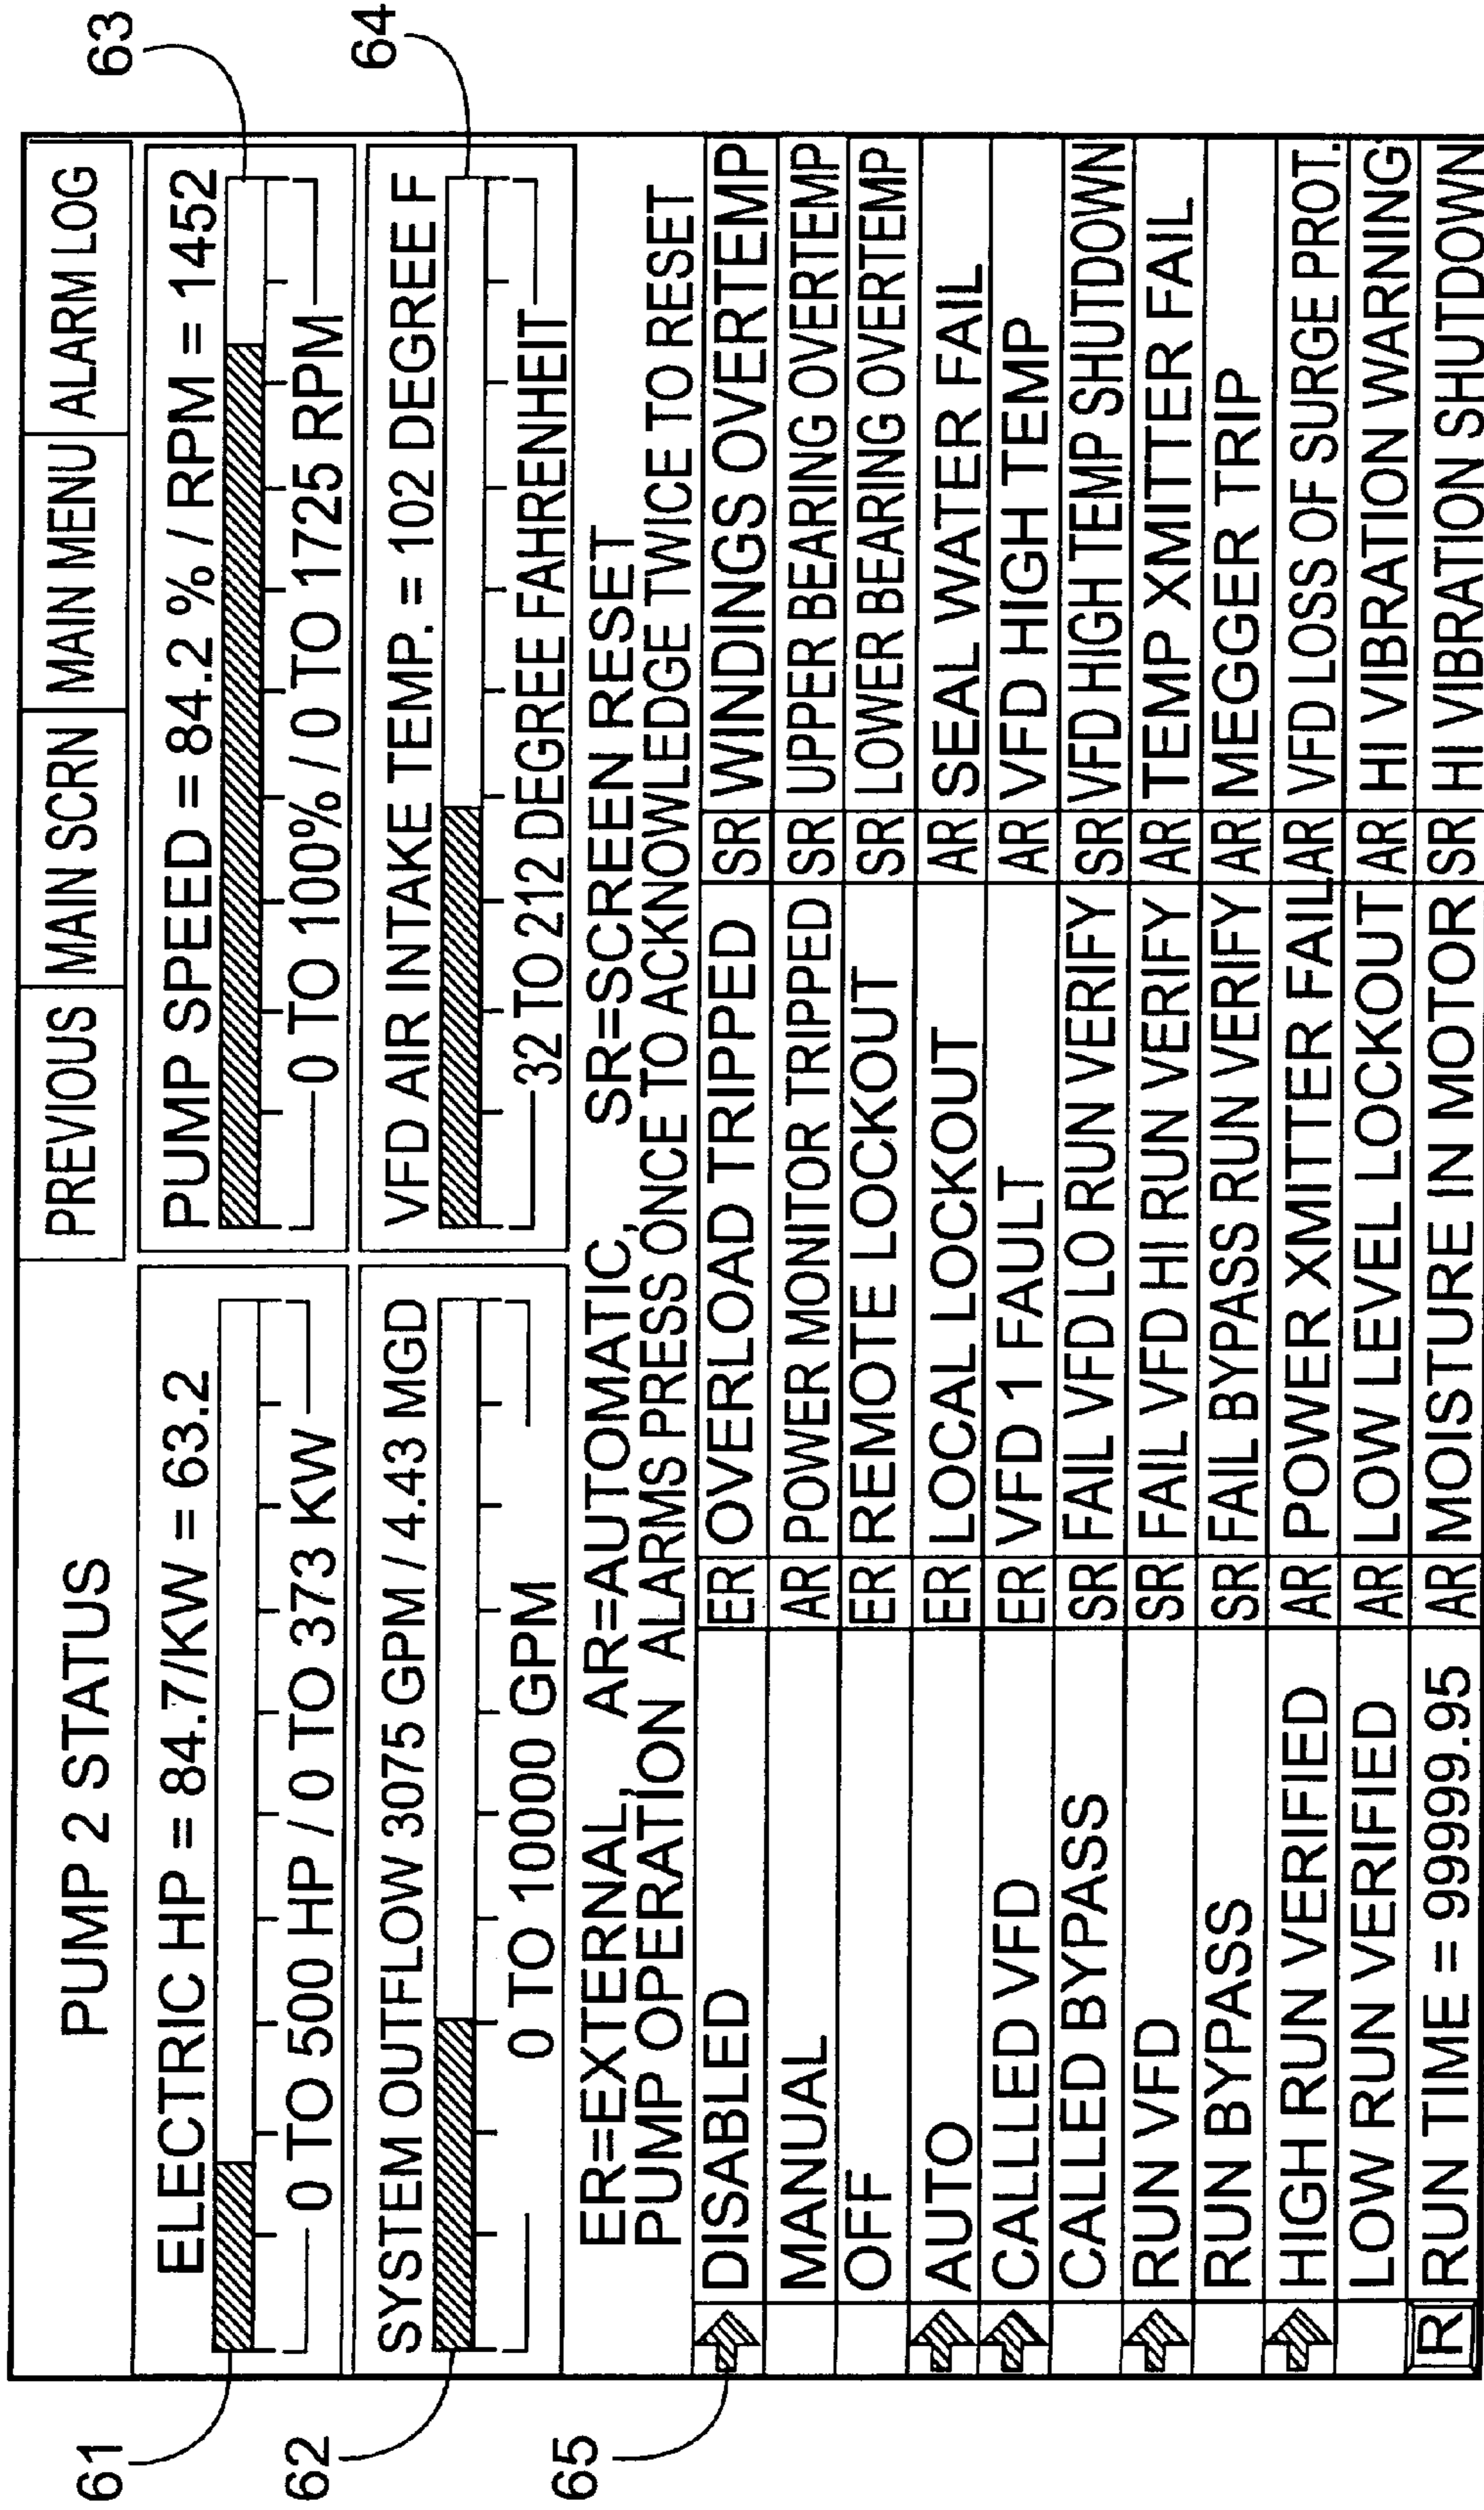 PUMP 2 STATUS
PREVIOUS
MAIN SCRN
MAIN MENU
ALARM LOG
61
ELECTRIC HP = 84.7/KW = 63.2
0 TO 500 HP / 0 TO 373 KW
PUMP SPEED = 84.2 % / RPM = 1452
0 TO 100% / 0 TO 1725 RPM
63
62
SYSTEM OUTFLOW 3075 GPM / 4.43 MGD
0 TO 10000 GPM
VFD AIR INTAKE TEMP. = 102 DEGREE F
32 TO 212 DEGREE FAHRENHEIT
64
ER=EXTERNAL, AR=AUTOMATIC, SR=SCREEN RESET
PUMP OPERATION ALARMS PRESS ONCE TO ACKNOWLEDGE TWICE TO RESET
65
DISABLED ER OVERLOAD TRIPPED SR WINDINGS OVERTEMP
MANUAL AR POWER MONITOR TRIPPED SR UPPER BEARING OVERTEMP
OFF ER REMOTE LOCKOUT SR LOWER BEARING OVERTEMP
AUTO ER LOCAL LOCKOUT AR SEAL WATER FAIL
CALLED VFD ER VFD 1 FAULT AR VFD HIGH TEMP
CALLED BYPASS SR FAIL VFD LO RUN VERIFY SR VFD HIGH TEMP SHUTDOWN
RUN VFD SR FAIL VFD HI RUN VERIFY AR TEMP XMITTER FAIL
RUN BYPASS SR FAIL BYPASS RUN VERIFY AR MEGGER TRIP
HIGH RUN VERIFIED AR POWER XMITTER FAIL AR VFD LOSS OF SURGE PROT.
LOW RUN VERIFIED AR LOW LEVEL LOCKOUT AR HI VIBRATION WARNING
R RUN TIME = 99999.95 AR MOISTURE IN MOTOR SR HI VIBRATION SHUTDOWN